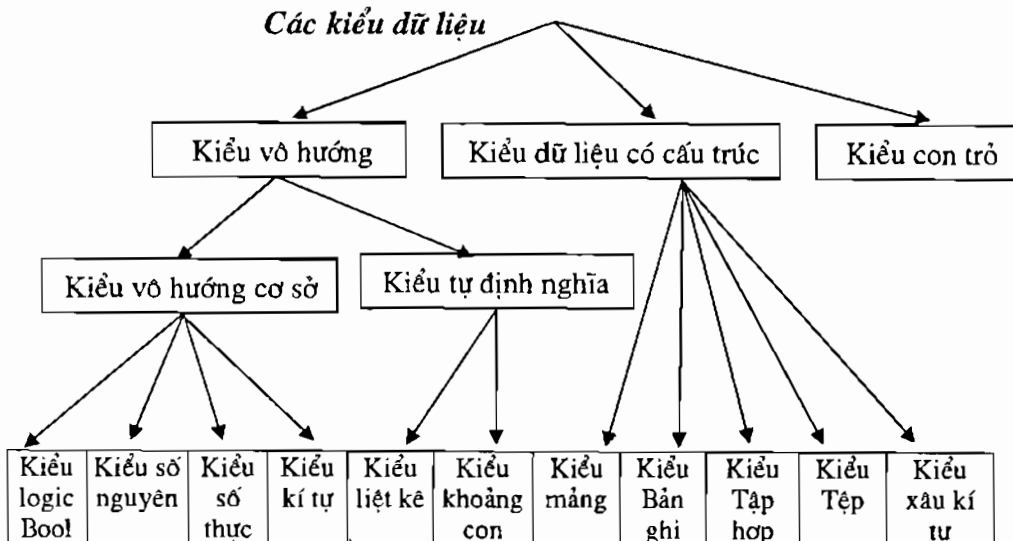 Các kiểu dữ liệu
Kiểu vô hướng
Kiểu dữ liệu có cấu trúc
Kiểu con trỏ
Kiểu vô hướng cơ sở
Kiểu tự định nghĩa
Kiểu
logic
Bool
Kiểu số
nguyên
Kiểu
số
thực
Kiểu
kí tự
Kiểu
liệt kê
Kiểu
khoảng
con
Kiểu
mảng
Kiểu
Bản
ghi
Kiểu
Tập
hợp
Kiểu
Tệp
Kiểu
xâu kí
tự